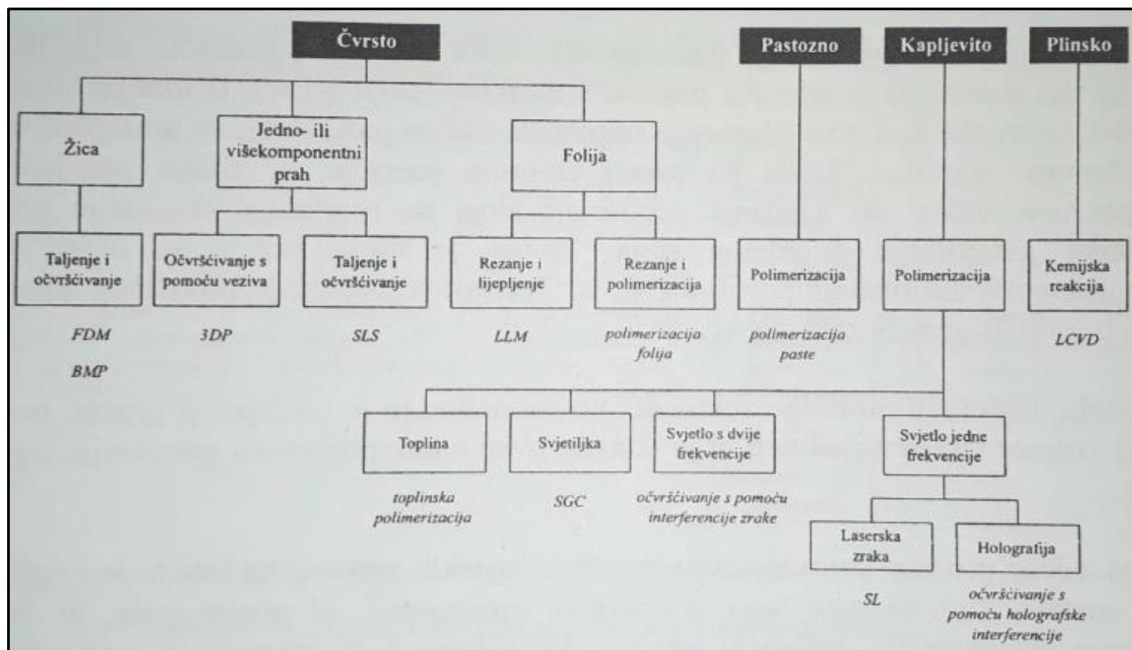 Čvrsto
Pastozno
Kapljevito
Plinsko
Žica
Jedno- ili
višekomponentni
prah
Folija
Taljenje i
očvršćivanje
Očvršćivanje s
pomoću veziva
Taljenje i
očvršćivanje
Rezanje i
lijepljenje
Rezanje i
polimerizacija
Polimerizacija
Polimerizacija
Kemijska
reakcija
FDM
BMP
3DP
SLS
LLM
polimerizacija
folija
polimerizacija
paste
LCVD
Toplina
Svjetiljka
Svjetlo s dvije
frekvencije
Svjetlo jedne
frekvencije
toplinska
polimerizacija
SGC
očvršćivanje s pomoću
interferencije zrake
Laserska
zraka
Holografija
SL
očvršćivanje s
pomoću holografske
interferencije